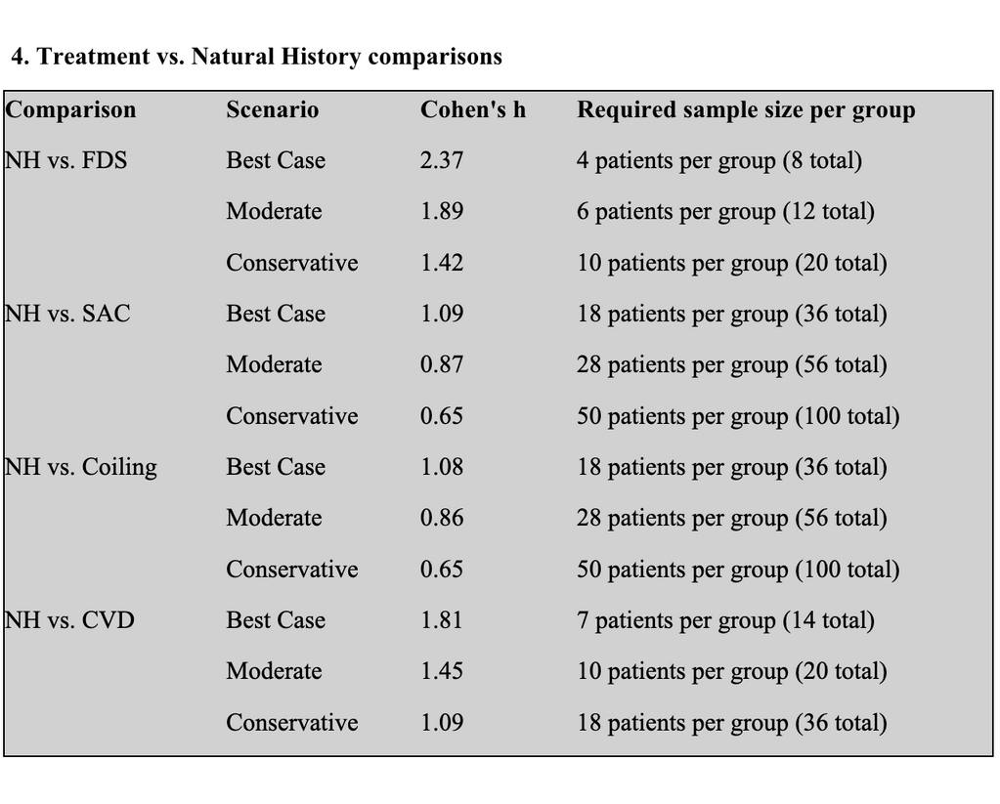 4. Treatment vs. Natural History comparisons
Comparison Scenario Cohen's h Required sample size per group
NH vs. FDS Best Case 2.37 4 patients per group (8 total)
Moderate 1.89 6 patients per group (12 total)
Conservative 1.42 10 patients per group (20 total)
NH vs. SAC Best Case 1.09 18 patients per group (36 total)
Moderate 0.87 28 patients per group (56 total)
Conservative 0.65 50 patients per group (100 total)
NH vs. Coiling Best Case 1.08 18 patients per group (36 total)
Moderate 0.86 28 patients per group (56 total)
Conservative 0.65 50 patients per group (100 total)
NH vs. CVD Best Case 1.81 7 patients per group (14 total)
Moderate 1.45 10 patients per group (20 total)
Conservative 1.09 18 patients per group (36 total)